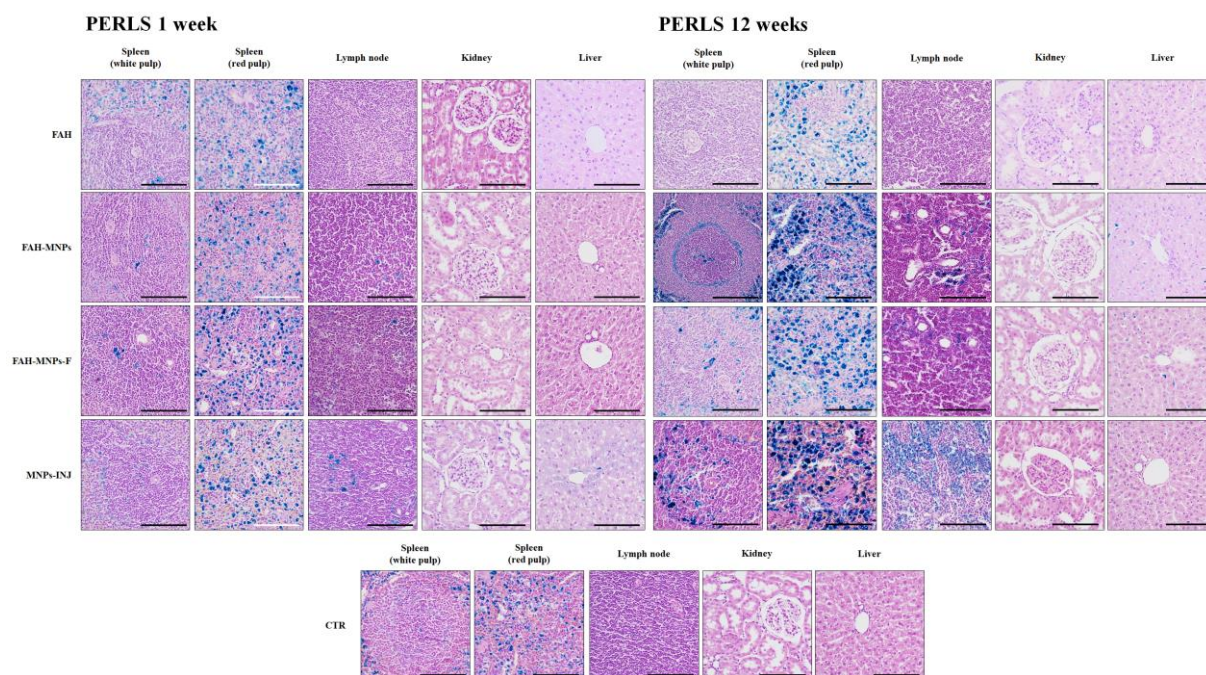 PERLS 1 week
PERLS 12 weeks
Spleen
(white pulp)
Spleen
(red pulp)
Lymph node
Kidney
Liver
Spleen
(white pulp)
Spleen
(red pulp)
Lymph node
Kidney
Liver
FAH
FAH-MNPs
FAH-MNPs-F
MNPs-INJ
Spleen
(white pulp)
Spleen
(red pulp)
Lymph node
Kidney
Liver
CTR